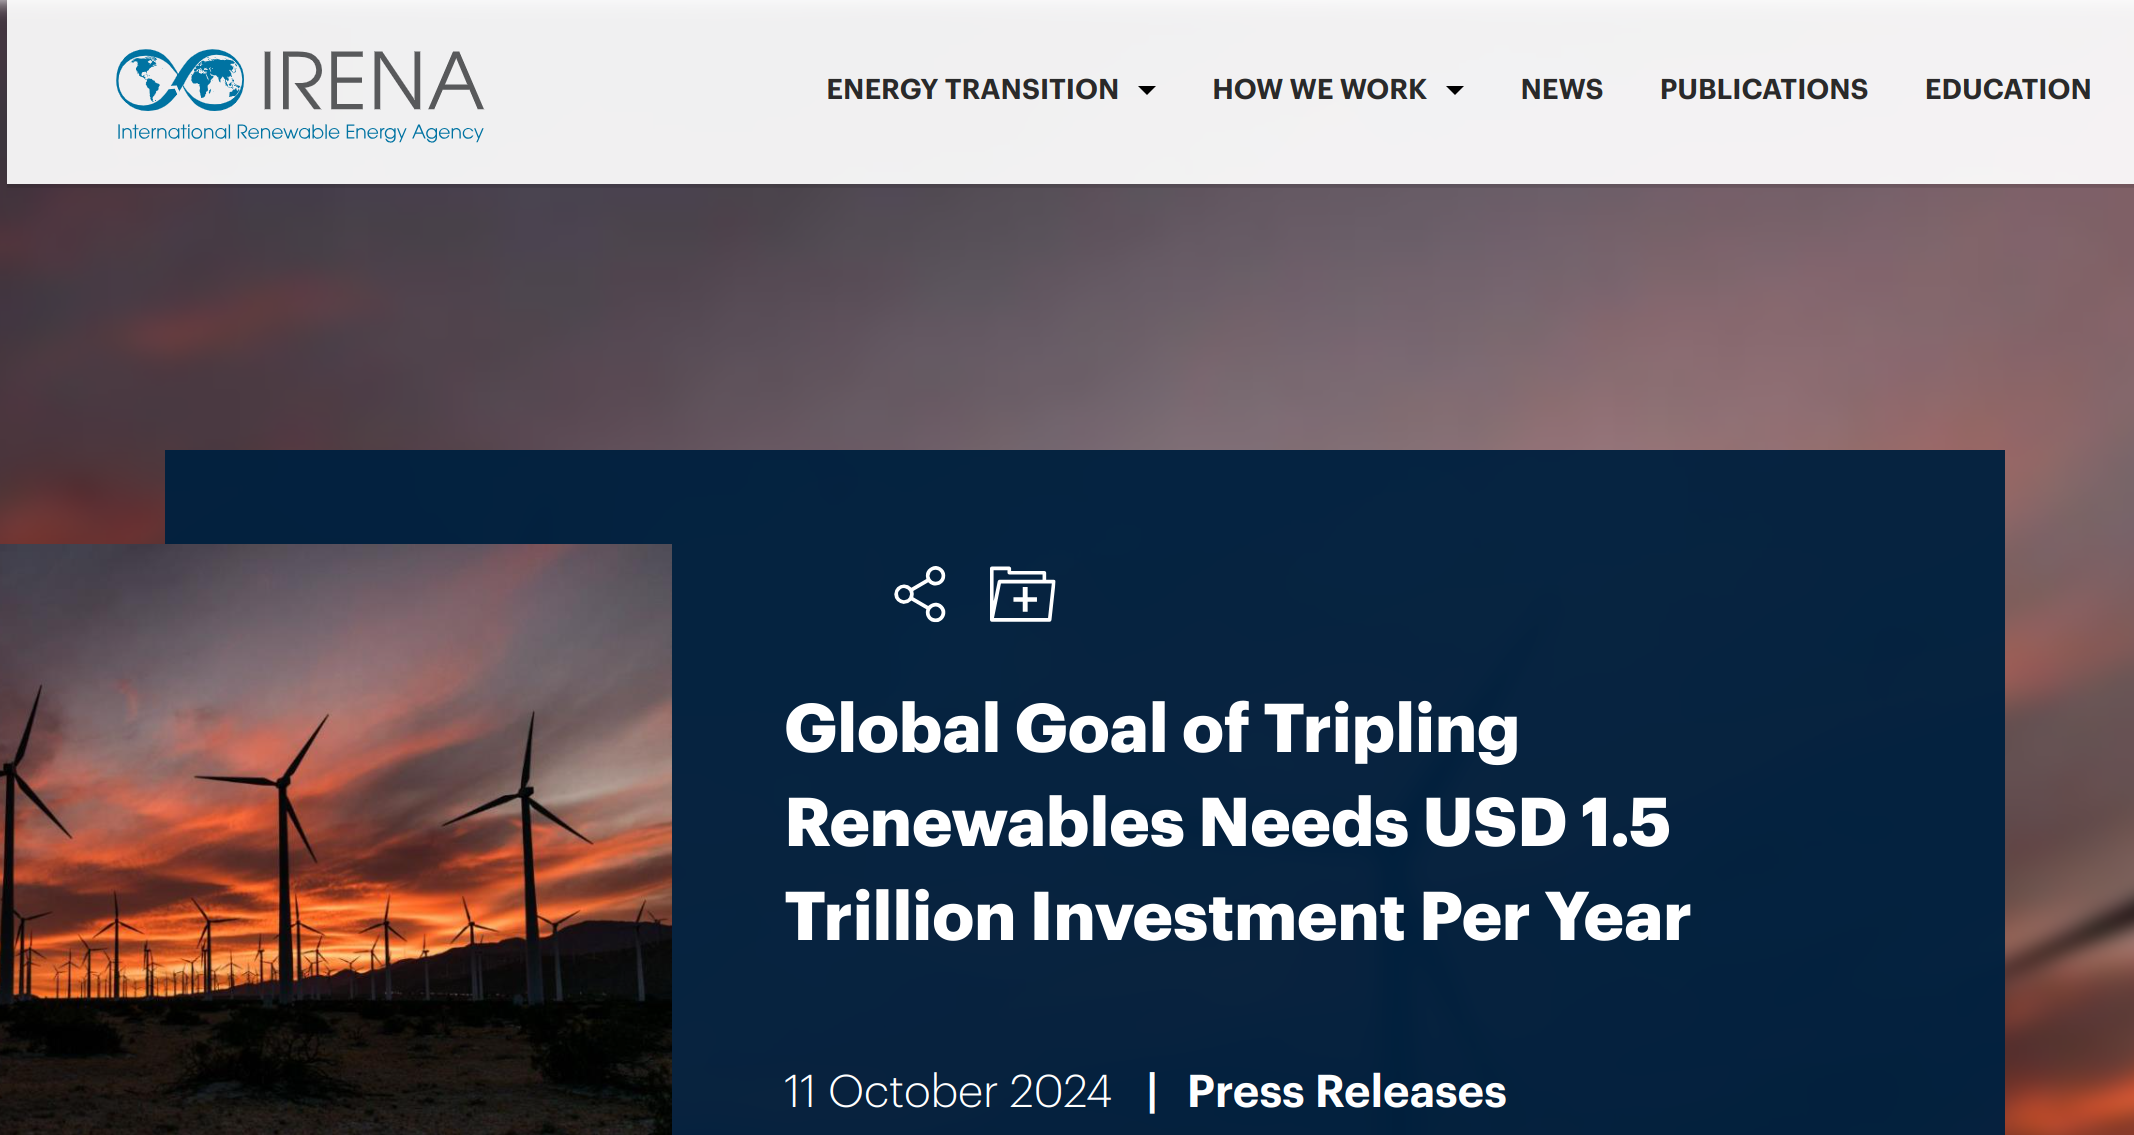 IRENA
International Renewable Energy Agency
ENERGY TRANSITION HOW WE WORK NEWS PUBLICATIONS EDUCATION
Global Goal of Tripling
Renewables Needs USD 1.5
Trillion Investment Per Year
11 October 2024 | Press Releases